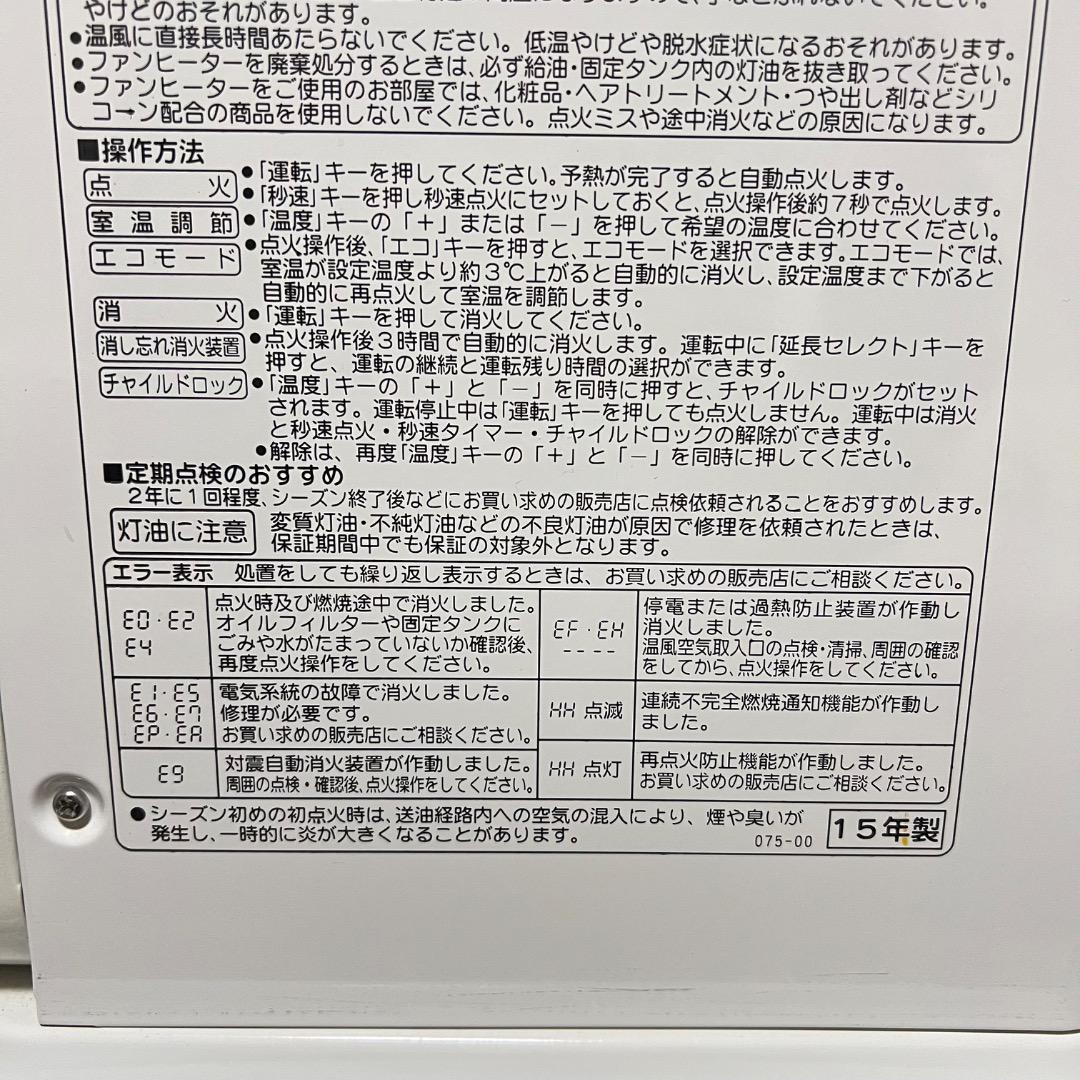 やけどのおそれがあります。
●温風に直接長時間あたらないでください。低温やけどや脱水症状になるおそれがあります。
●ファンヒーターを廃棄処分するときは、必ず給油・固定タンク内の灯油を抜き取ってください。
●ファンヒーターをご使用のお部屋では、化粧品・ヘアトリートメント・つや出し剤などシリ
コーン配合の商品を使用しないでください。点火ミスや途中消火などの原因になります。
■操作方法
点火 ●「運転」キーを押してください。予熱が完了すると自動点火します。
●「秒速」キーを押し秒速点火にセットしておくと、点火操作後約7秒で点火します。
室温調節 ●「温度」キーの「+」または「-」を押して希望の温度に合わせてください。
エコモード ●点火操作後、「エコ」キーを押すと、エコモードを選択できます。エコモードでは、
室温が設定温度より約3℃上がると自動的に消火し、設定温度まで下がると
自動的に再点火して室温を調節します。
消火 ●「運転」キーを押して消火してください。
消し忘れ消火装置 ●点火操作後3時間で自動的に消火します。運転中に「延長セレクト」キーを
押すと、運転の継続と運転残り時間の選択ができます。
チャイルドロック ●「温度」キーの「+」と「-」を同時に押すと、チャイルドロックがセット
されます。運転停止中は「運転」キーを押しても点火しません。運転中は消火
と秒速点火・秒速タイマー・チャイルドロックの解除ができます。
●解除は、再度「温度」キーの「+」と「-」を同時に押してください。
■定期点検のおすすめ
2年に1回程度、シーズン終了後などにお買い求めの販売店に点検依頼されることをおすすめします。
灯油に注意 変質灯油・不純灯油などの不良灯油が原因で修理を依頼されたときは、
保証期間中でも保証の対象外となります。
エラー表示 処置をしても繰り返し表示するときは、お買い求めの販売店にご相談ください。
E0・E2
E4
点火時及び燃焼途中で消火しました。
オイルフィルターや固定タンクに
ごみや水がたまっていないか確認後、
再度点火操作をしてください。
EF・EH
----
停電または過熱防止装置が作動し
消火しました。
温風空気取入口の点検・清掃、周囲の確認
をしてから、点火操作をしてください。
E1・E5
E6・E7
EP・EA
電気系統の故障で消火しました。
修理が必要です。
お買い求めの販売店にご相談ください。
HH 点滅
連続不完全燃焼通知機能が作動し
ました。
E9
対震自動消火装置が作動しました。
周囲の点検・確認後、点火操作をしてください。
HH 点灯
再点火防止機能が作動しました。
お買い求めの販売店にご相談ください。
●シーズン初めの初点火時は、送油経路内への空気の混入により、煙や臭いが
発生し、一時的に炎が大きくなることがあります。
075-00
15年製